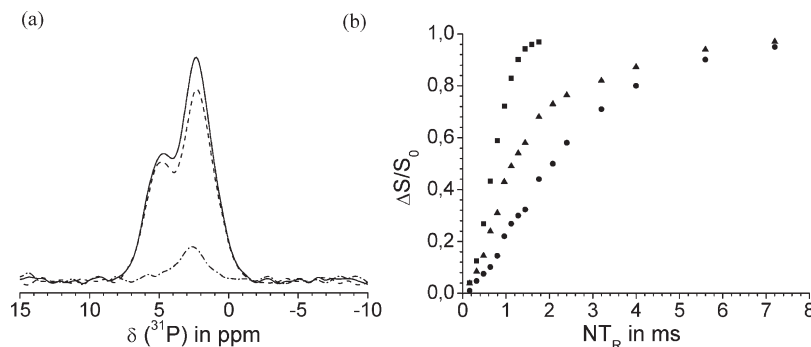 (a)
15 10 5 0 -5 -10
δ (³¹P) in ppm
(b)
1,0
0,8
0,6
0,4
0,2
0,0
ΔS/S₀
0 1 2 3 4 5 6 7 8
NT_R in ms